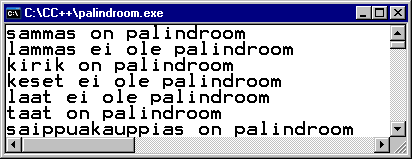 C:\CC++\palindroom.exe
sammas on palindroom
lammas ei ole palindroom
kirik on palindroom
keset ei ole palindroom
laat ei ole palindroom
taat on palindroom
saippuakauppias on palindroom